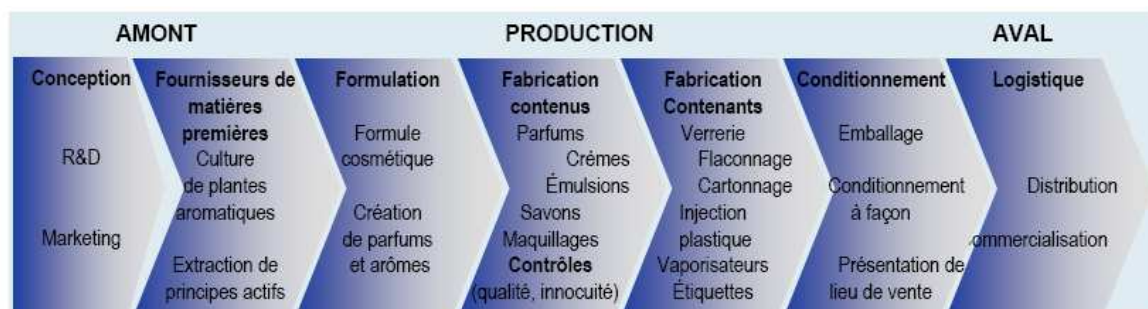 AMONT
PRODUCTION
AVAL
Conception
R&D
Marketing
Fournisseurs de
matières
premières
Culture
de plantes
aromatiques
Extraction de
principes actifs
Formulation
Formule
cosmétique
Création
de parfums
et arômes
Fabrication
contenus
Parfums
Crémes
Émulsions
Savons
Maquillages
Contrôles
(qualité, innocuité)
Fabrication
Contenants
Verrerie
Flaconnage
Cartonnage
Injection
plastique
Vaporisateurs
Étiquettes
Conditionnement
Emballage
Conditionnement
à façon
Présentation de
lieu de vente
Logistique
Distribution
ommercialisation